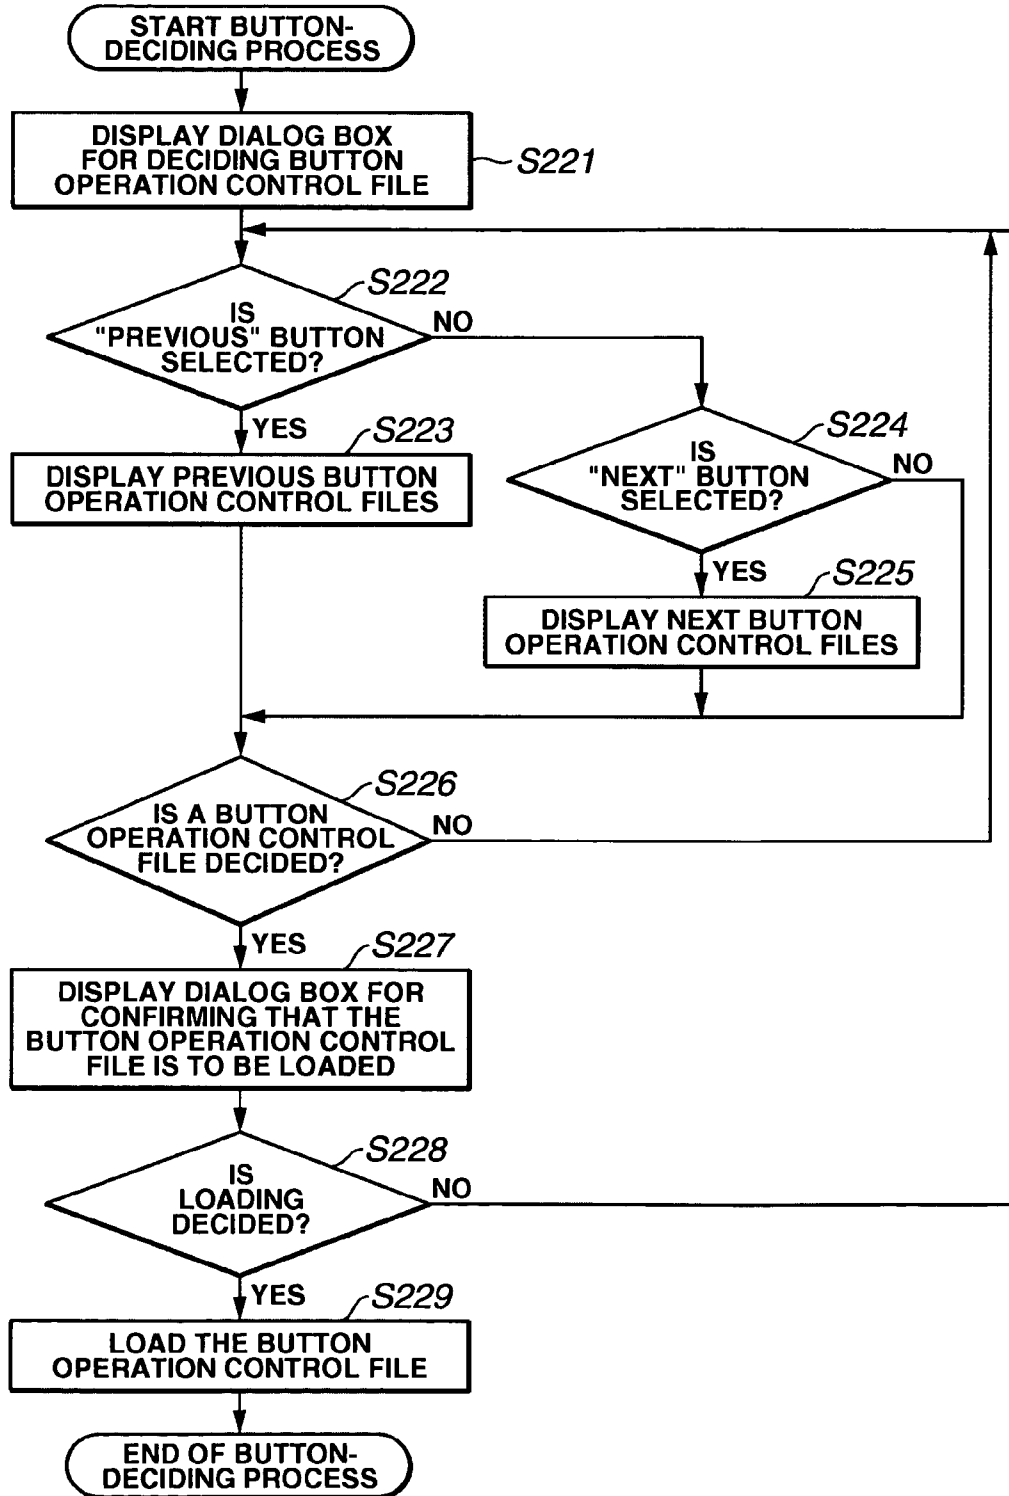 START BUTTON-
DECIDING PROCESS
DISPLAY DIALOG BOX
FOR DECIDING BUTTON
OPERATION CONTROL FILE
S221
S222
IS
"PREVIOUS" BUTTON
SELECTED?
NO
YES
S223
DISPLAY PREVIOUS BUTTON
OPERATION CONTROL FILES
S224
IS
"NEXT" BUTTON
SELECTED?
NO
YES
S225
DISPLAY NEXT BUTTON
OPERATION CONTROL FILES
S226
IS A BUTTON
OPERATION CONTROL
FILE DECIDED?
NO
YES
S227
DISPLAY DIALOG BOX FOR
CONFIRMING THAT THE
BUTTON OPERATION CONTROL
FILE IS TO BE LOADED
S228
IS
LOADING
DECIDED?
NO
YES
S229
LOAD THE BUTTON
OPERATION CONTROL FILE
END OF BUTTON-
DECIDING PROCESS